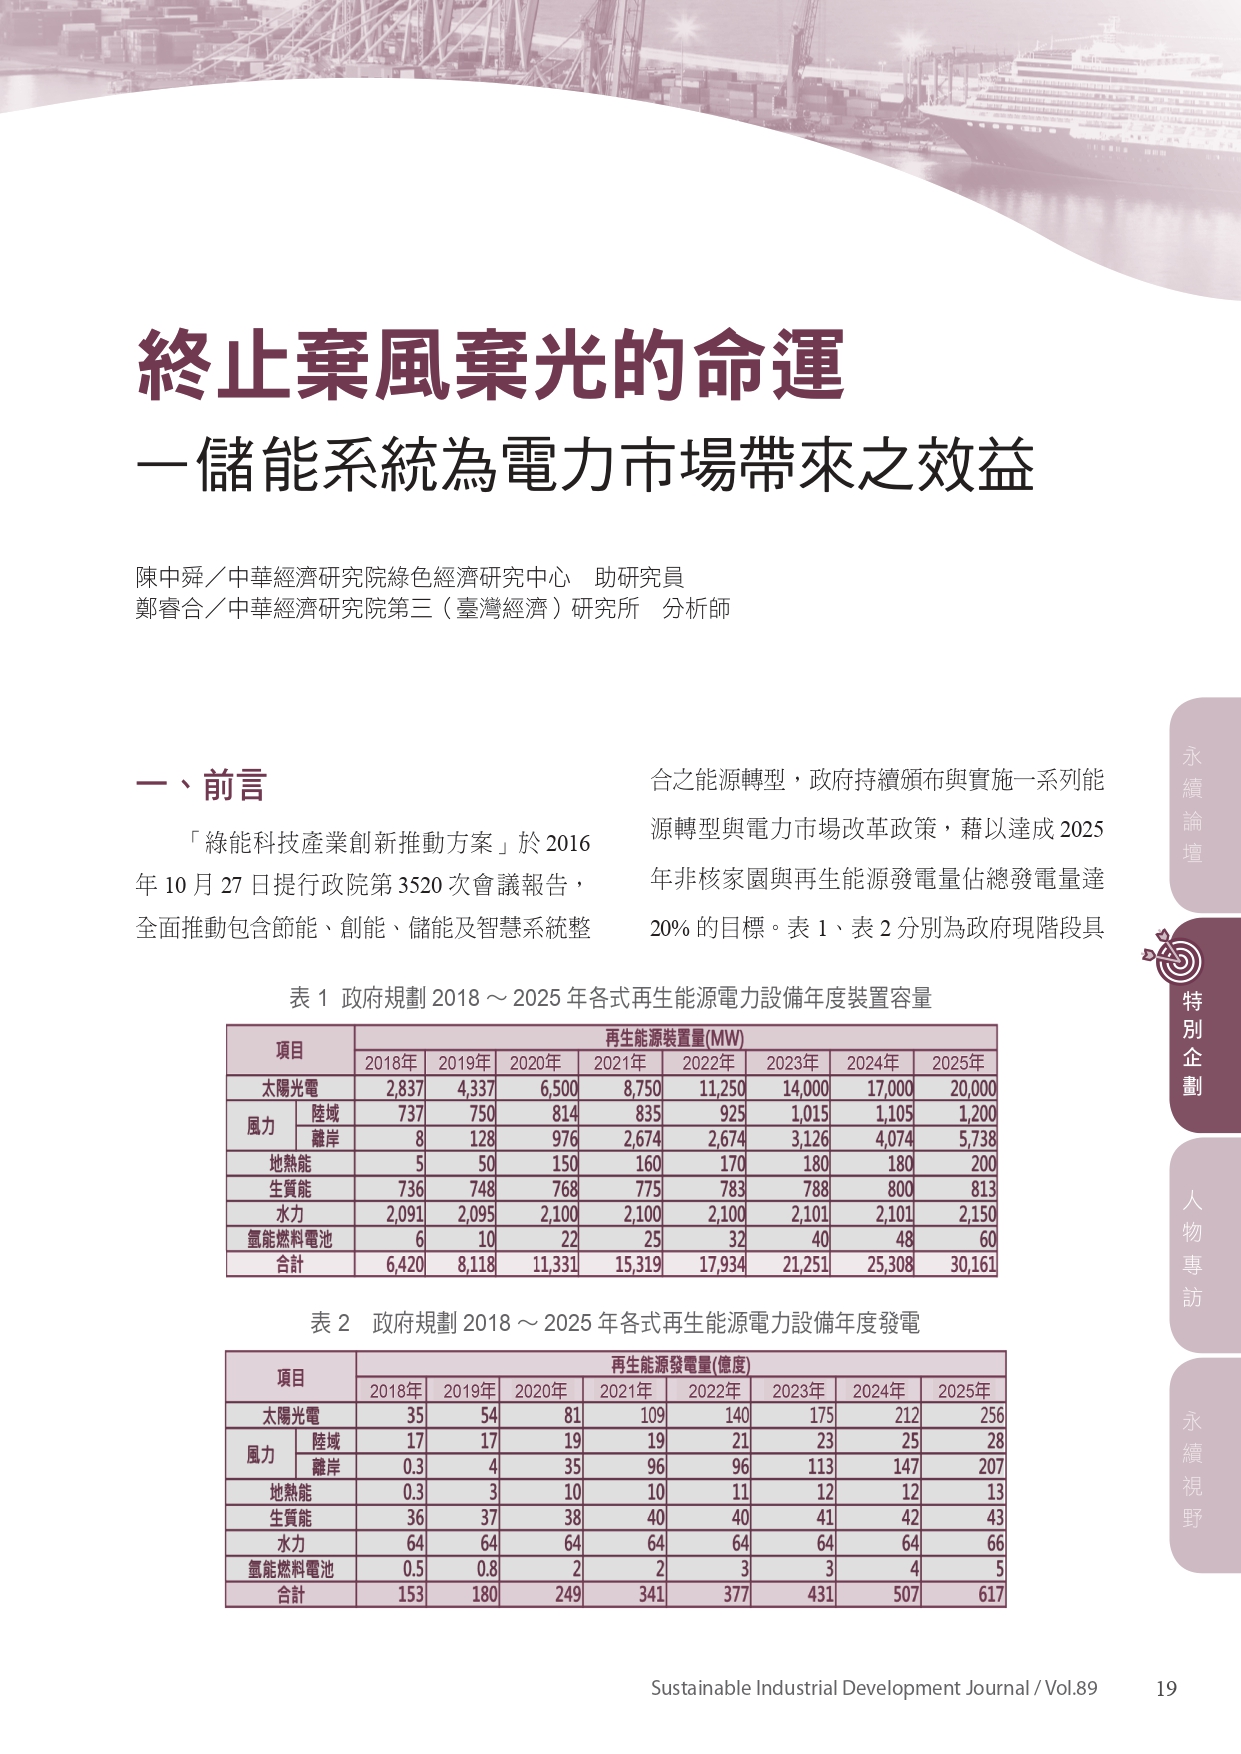 終止棄風棄光的命運
—儲能系統為電力市場帶來之效益
陳中舜／中華經濟研究院綠色經濟研究中心　助研究員
鄭睿合／中華經濟研究院第三（臺灣經濟）研究所　分析師
一、前言
「綠能科技產業創新推動方案」於 2016
年 10 月 27 日提行政院第 3520 次會議報告，
全面推動包含節能、創能、儲能及智慧系統整
合之能源轉型，政府持續頒布與實施一系列能
源轉型與電力市場改革政策，藉以達成 2025
年非核家園與再生能源發電量佔總發電量達
20% 的目標。表 1、表 2 分別為政府現階段具
表 1 政府規劃 2018 ～ 2025 年各式再生能源電力設備年度裝置容量
項目 再生能源裝置量(MW)
2018年 2019年 2020年 2021年 2022年 2023年 2024年 2025年
太陽光電 2,837 4,337 6,500 8,750 11,250 14,000 17,000 20,000
風力 陸域 737 750 814 835 925 1,015 1,105 1,200
離岸 8 128 976 2,674 2,674 3,126 4,074 5,738
地熱能 5 50 150 160 170 180 180 200
生質能 736 748 768 775 783 788 800 813
水力 2,091 2,095 2,100 2,100 2,100 2,101 2,101 2,150
氫能燃料電池 6 10 22 25 32 40 48 60
合計 6,420 8,118 11,331 15,319 17,934 21,251 25,308 30,161
表 2　政府規劃 2018 ～ 2025 年各式再生能源電力設備年度發電
項目 再生能源發電量(億度)
2018年 2019年 2020年 2021年 2022年 2023年 2024年 2025年
太陽光電 35 54 81 109 140 175 212 256
風力 陸域 17 17 19 19 21 23 25 28
離岸 0.3 4 35 96 96 113 147 207
地熱能 0.3 3 10 10 11 12 12 13
生質能 36 37 38 40 40 41 42 43
水力 64 64 64 64 64 64 64 66
氫能燃料電池 0.5 0.8 2 2 3 3 4 5
合計 153 180 249 341 377 431 507 617
永續論壇
特別企劃
人物專訪
永續視野
Sustainable Industrial Development Journal / Vol.89 19